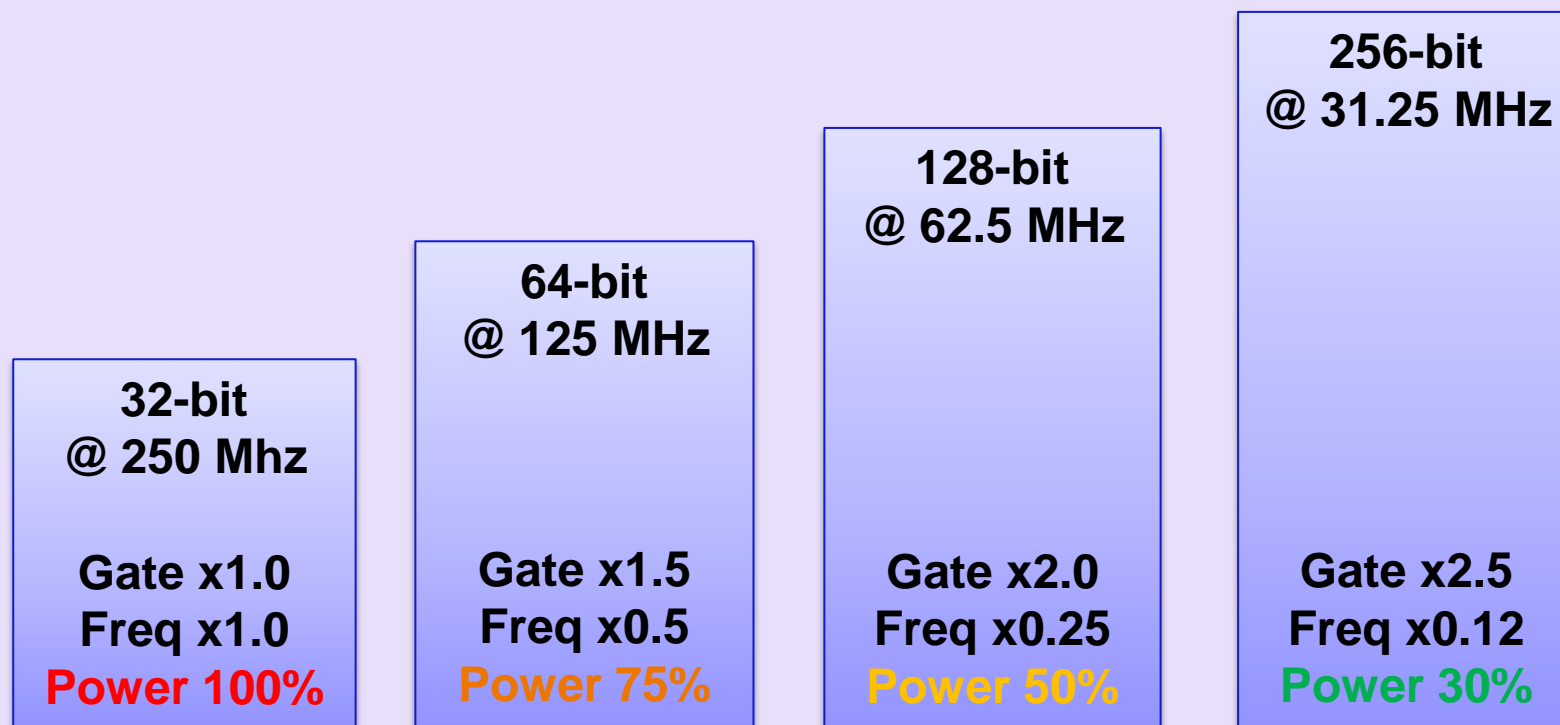 32-bit
@ 250 Mhz
Gate x1.0
Freq x1.0
Power 100%
64-bit
@ 125 MHz
Gate x1.5
Freq x0.5
Power 75%
128-bit
@ 62.5 MHz
Gate x2.0
Freq x0.25
Power 50%
256-bit
@ 31.25 MHz
Gate x2.5
Freq x0.12
Power 30%